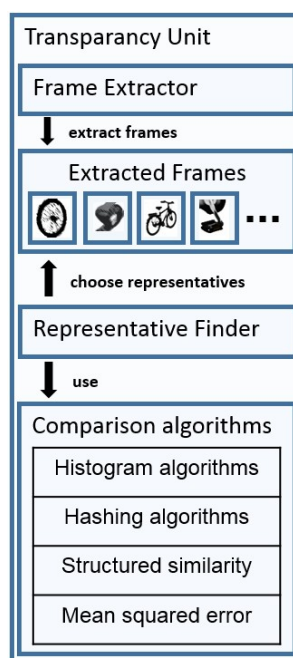 Transparancy Unit
Frame Extractor
extract frames
Extracted Frames
...
choose representatives
Representative Finder
use
Comparison algorithms
Histogram algorithms
Hashing algorithms
Structured similarity
Mean squared error